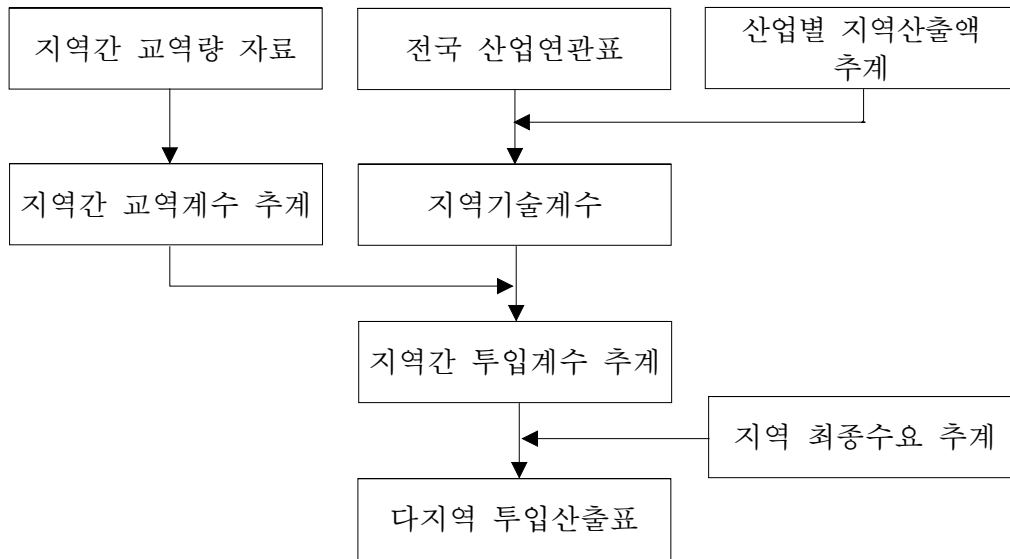 지역간 교역량 자료
전국 산업연관표
산업별 지역산출액
추계
지역간 교역계수 추계
지역기술계수
지역간 투입계수 추계
지역 최종수요 추계
다지역 투입산출표